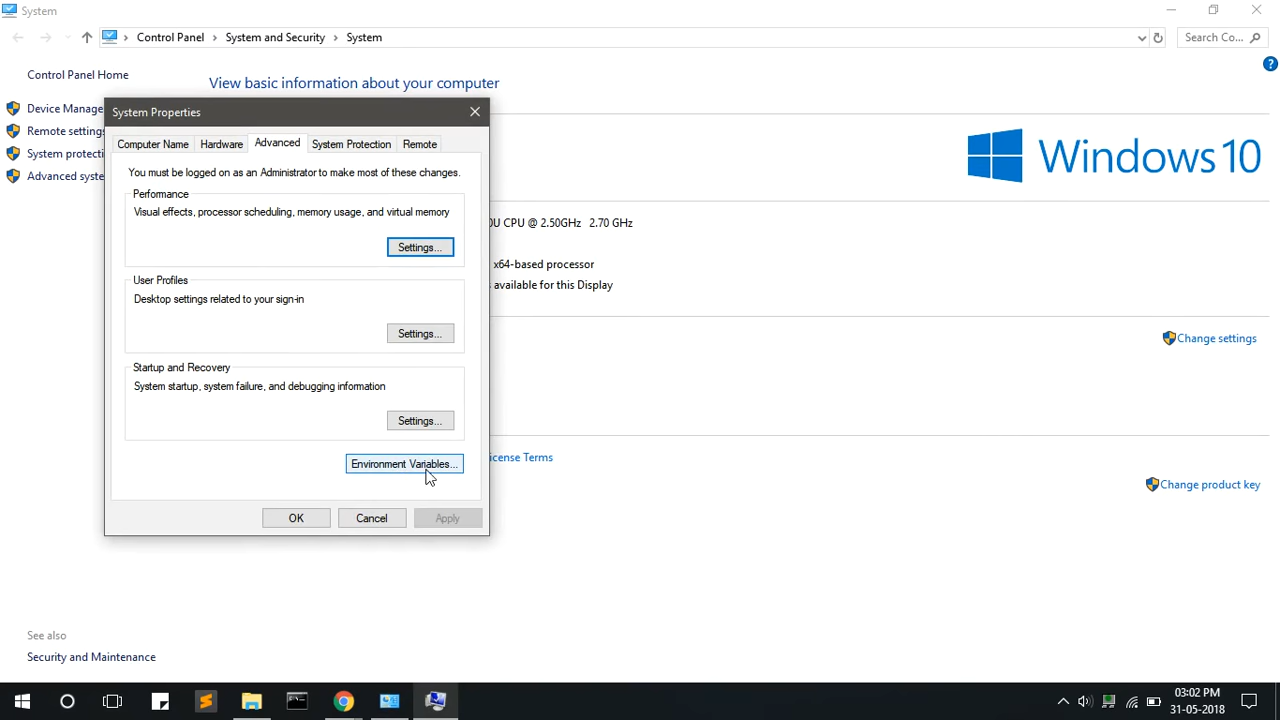 System
Control Panel > System and Security > System
Search Co...
Control Panel Home
View basic information about your computer
Device Manage
Remote settings
System protecti
Advanced syste
System Properties
Computer Name Hardware Advanced System Protection Remote
You must be logged on as an Administrator to make most of these changes.
Performance
Visual effects, processor scheduling, memory usage, and virtual memory
Settings...
User Profiles
Desktop settings related to your sign-in
Settings...
Startup and Recovery
System startup, system failure, and debugging information
Settings...
Environment Variables...
OK Cancel Apply
Windows 10
0U CPU @ 2.50GHz 2.70 GHz
x64-based processor
s available for this Display
Change settings
icense Terms
Change product key
See also
Security and Maintenance
03:02 PM
31-05-2018